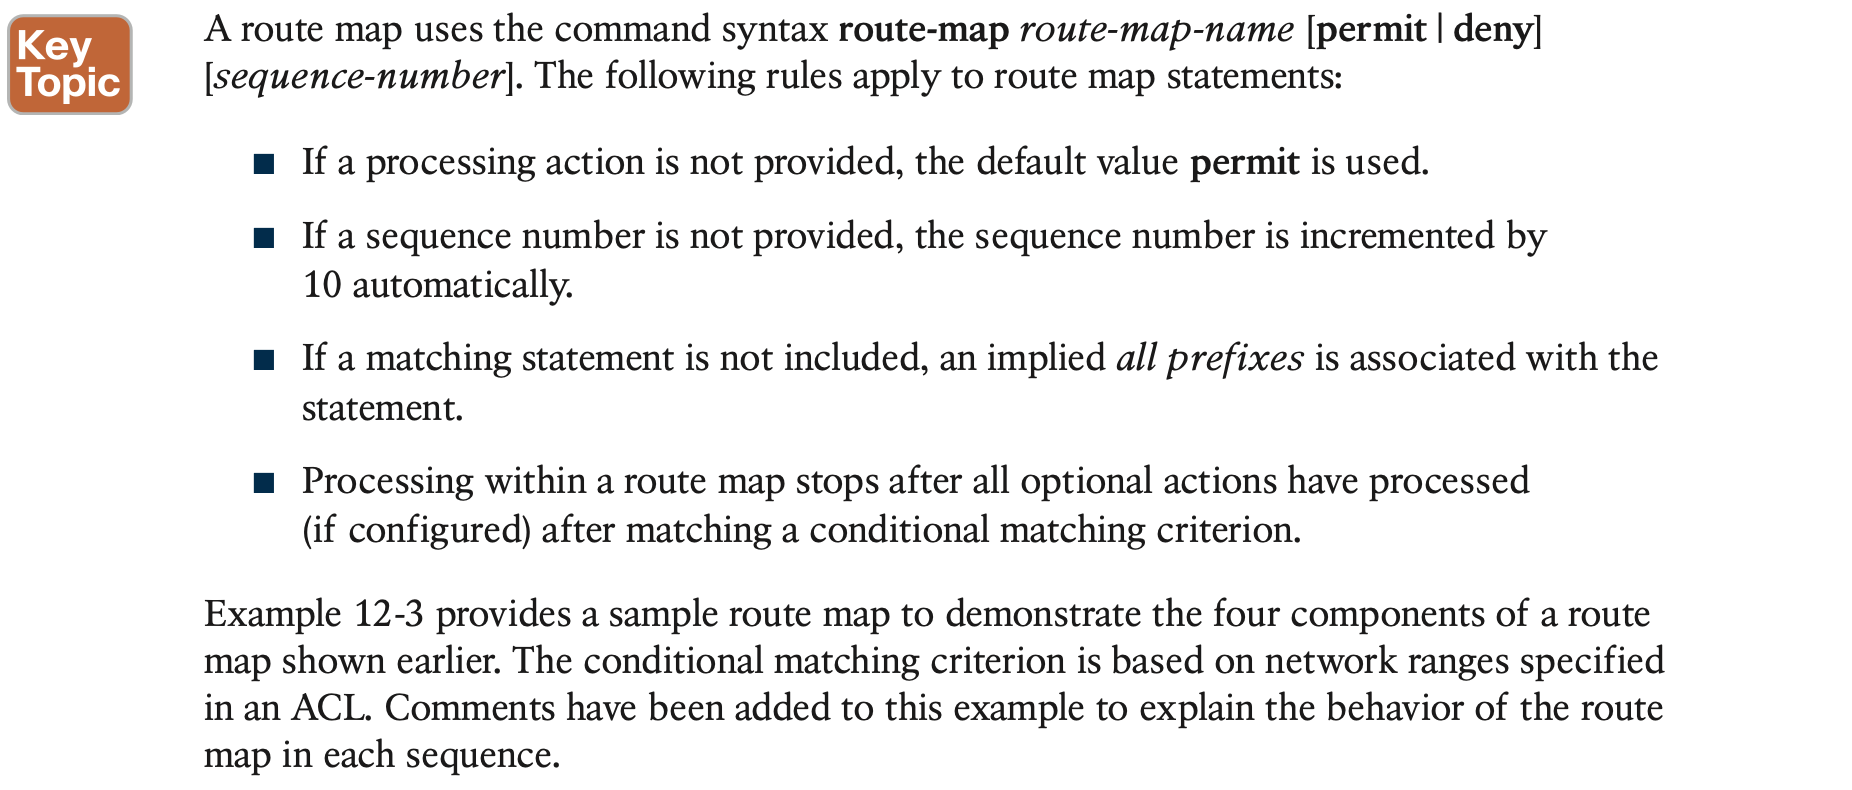 Key
Topic
A route map uses the command syntax route-map route-map-name [permit | deny]
[sequence-number]. The following rules apply to route map statements:
■ If a processing action is not provided, the default value permit is used.
■ If a sequence number is not provided, the sequence number is incremented by
10 automatically.
■ If a matching statement is not included, an implied all prefixes is associated with the
statement.
■ Processing within a route map stops after all optional actions have processed
(if configured) after matching a conditional matching criterion.
Example 12-3 provides a sample route map to demonstrate the four components of a route
map shown earlier. The conditional matching criterion is based on network ranges specified
in an ACL. Comments have been added to this example to explain the behavior of the route
map in each sequence.